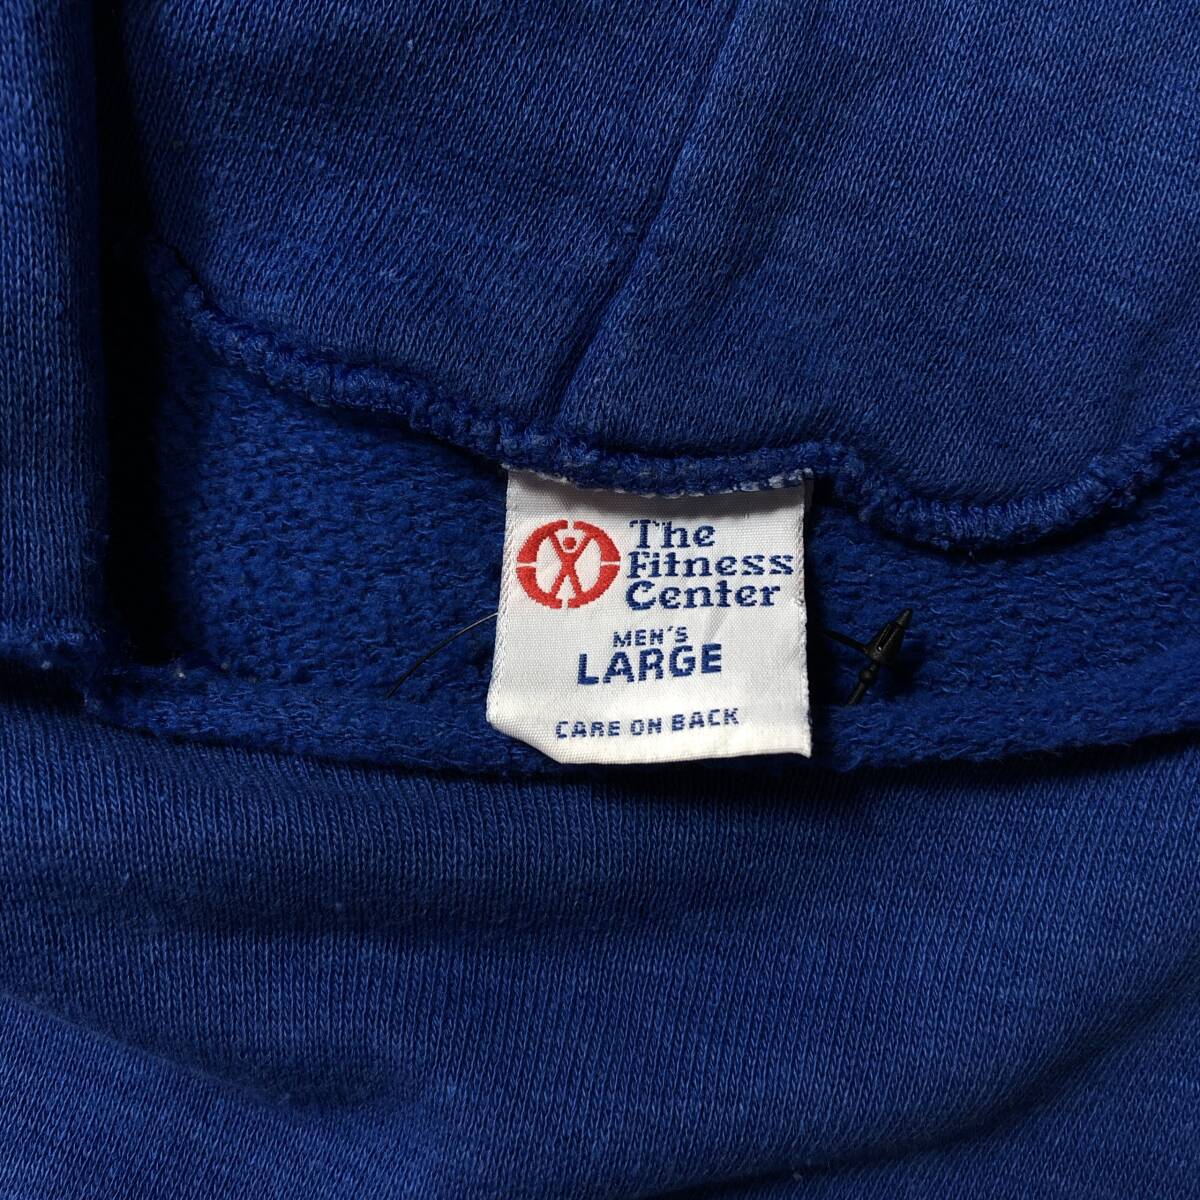 The
Fitness
Center
MEN'S
LARGE
CARE ON BACK